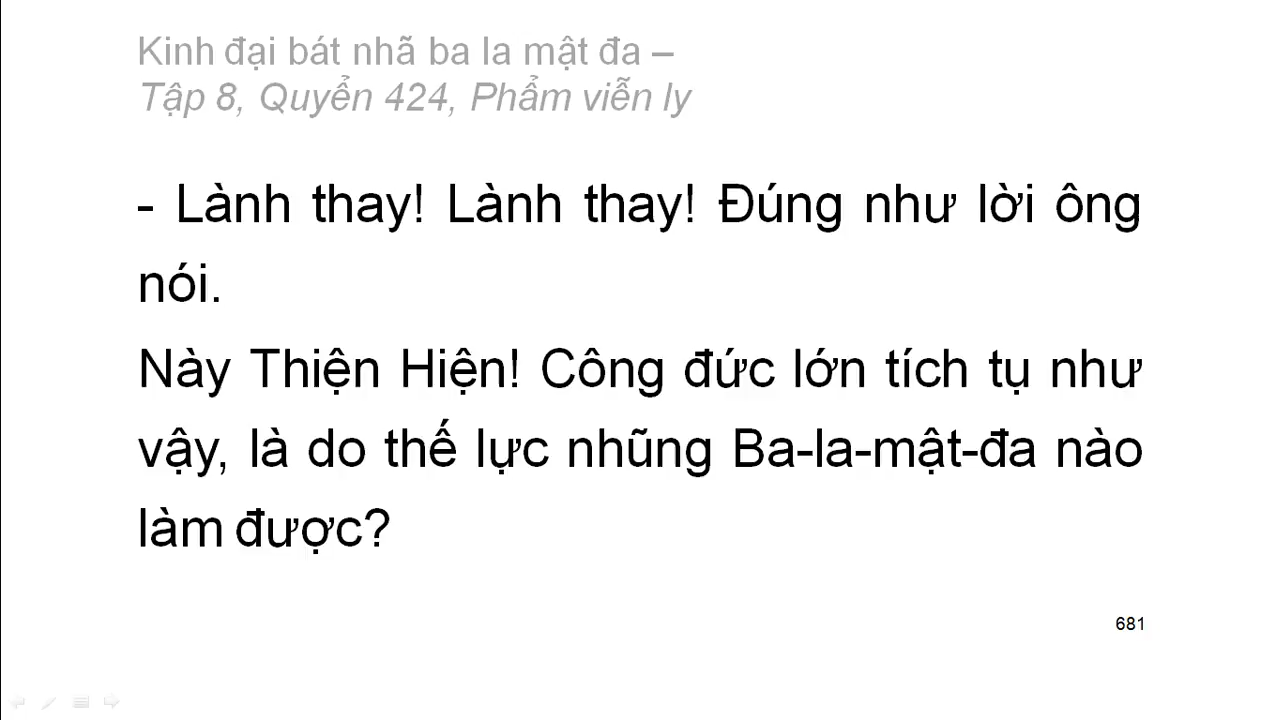 Kinh đại bát nhã ba la mật đa –
Tập 8, Quyển 424, Phẩm viễn ly
- Lành thay! Lành thay! Đúng như lời ông
nói.
Này Thiện Hiện! Công đức lớn tích tụ như
vậy, là do thế lực nhũng Ba-la-mật-đa nào
làm được?
681